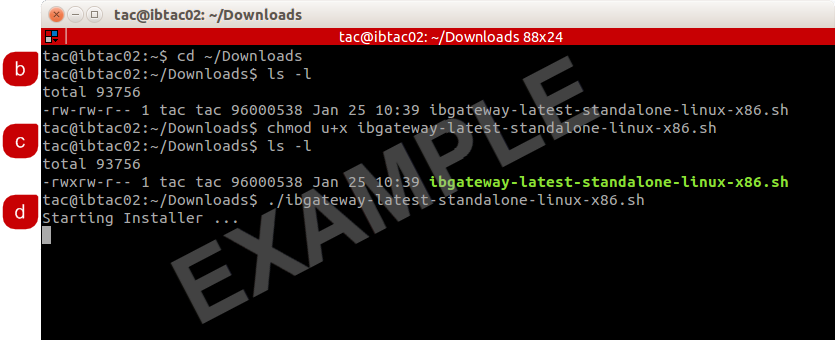 tac@ibtac02: ~/Downloads
tac@ibtac02: ~/Downloads 88x24
b
tac@ibtac02:~$ cd ~/Downloads
tac@ibtac02:~/Downloads$ ls -l
total 93756
-rw-rw-r-- 1 tac tac 96000538 Jan 25 10:39 ibgateway-latest-standalone-linux-x86.sh
c
tac@ibtac02:~/Downloads$ chmod u+x ibgateway-latest-standalone-linux-x86.sh
tac@ibtac02:~/Downloads$ ls -l
total 93756
-rwxrw-r-- 1 tac tac 96000538 Jan 25 10:39 ibgateway-latest-standalone-linux-x86.sh
d
tac@ibtac02:~/Downloads$ ./ibgateway-latest-standalone-linux-x86.sh
Starting Installer ...
EXAMPLE